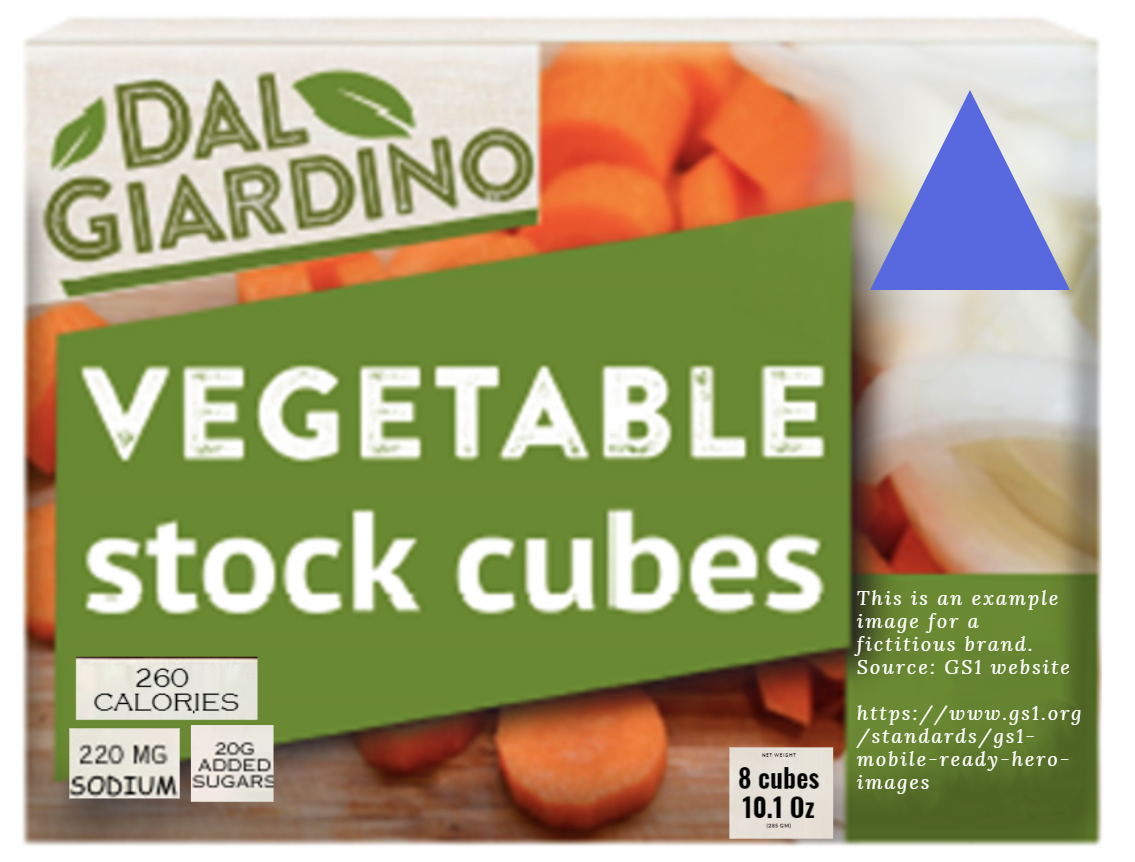 DAL
GIARDINO
VEGETABLE
stock cubes
260
CALORIES
220 MG
SODIUM
20G
ADDED
SUGARS
NET WEIGHT
8 cubes
10.1 Oz
(285 GM)
This is an example
image for a
fictitious brand.
Source: GS1 website
https://www.gs1.org
/standards/gs1-
mobile-ready-hero-
images